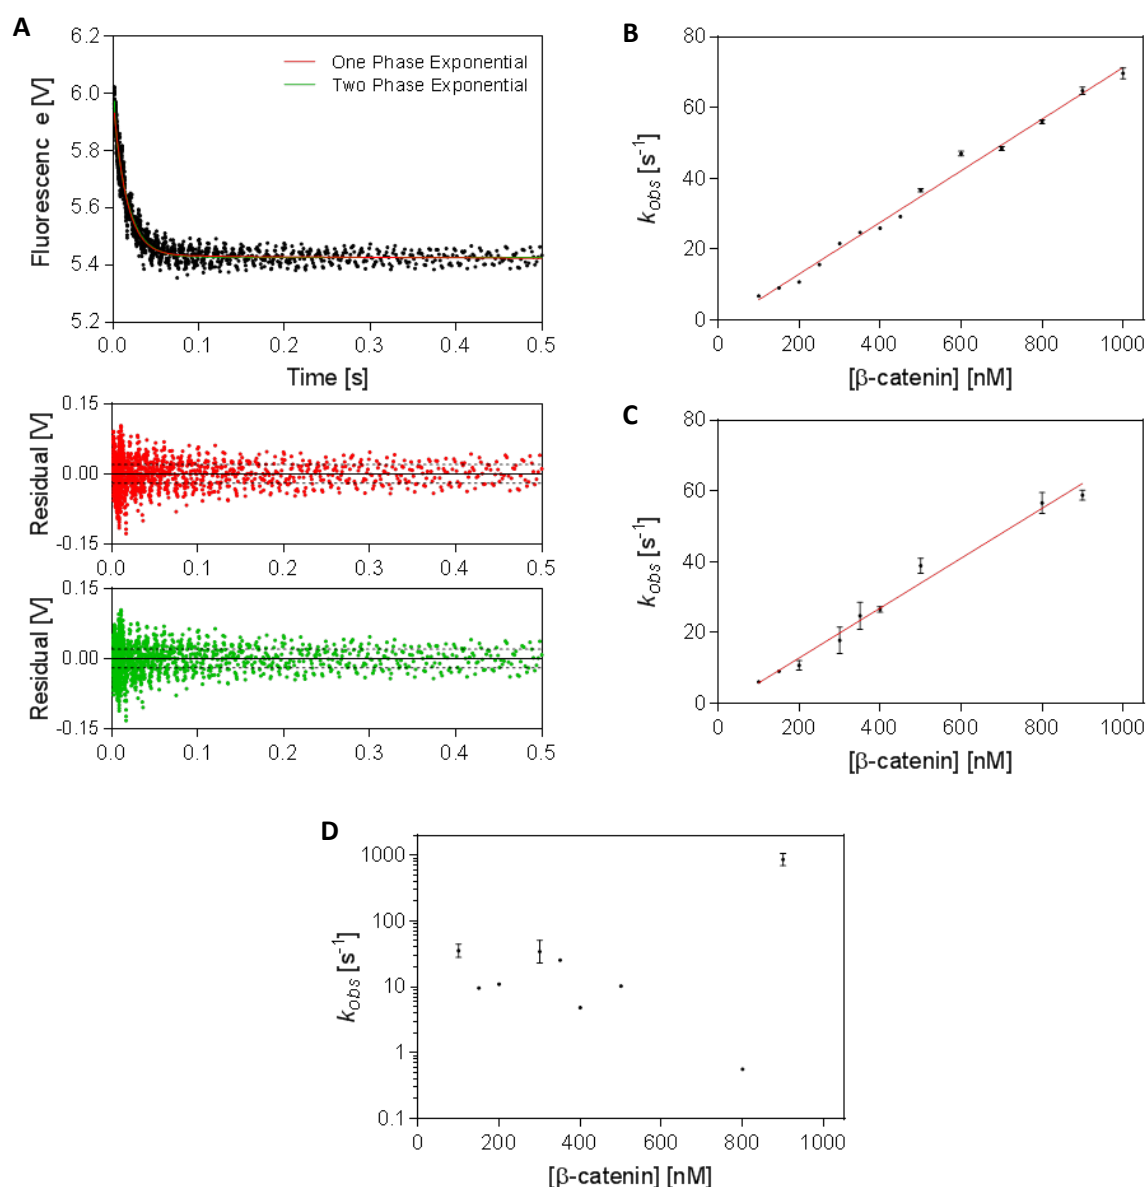 A
6.2
6.0
5.8
5.6
5.4
5.2
Fluorescenc e [V]
One Phase Exponential
Two Phase Exponential
0.0 0.1 0.2 0.3 0.4 0.5
Time [s]
0.15
0.00
-0.15
Residual [V]
0.0 0.1 0.2 0.3 0.4 0.5
0.15
0.00
-0.15
Residual [V]
0.0 0.1 0.2 0.3 0.4 0.5
B
80
60
40
20
0
kobs [s-1]
0 200 400 600 800 1000
[β-catenin] [nM]
C
80
60
40
20
0
kobs [s-1]
0 200 400 600 800 1000
[β-catenin] [nM]
D
1000
100
10
1
0.1
kobs [s-1]
0 200 400 600 800 1000
[β-catenin] [nM]